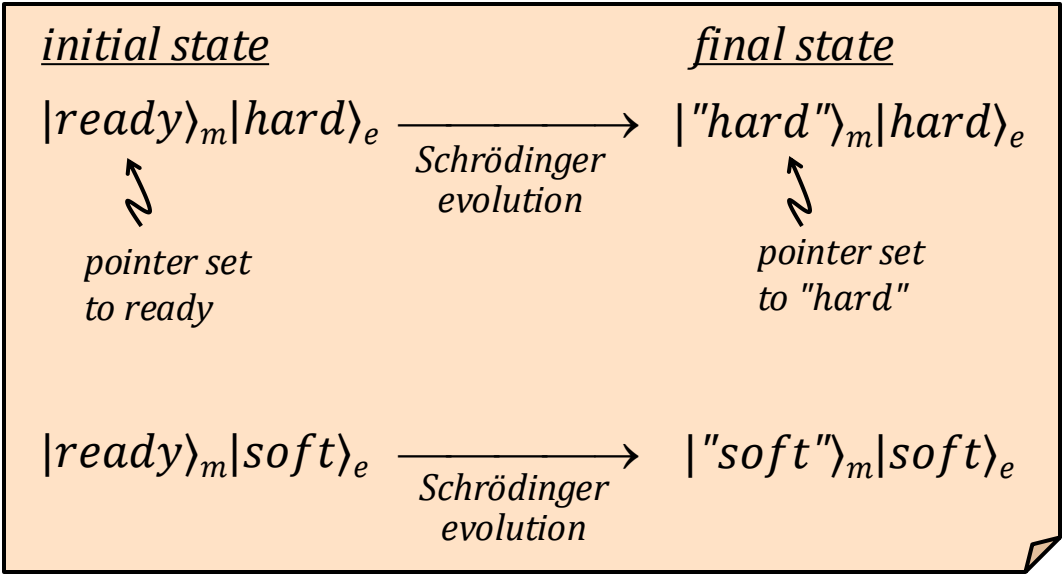 initial state final state
|ready⟩ₘ|hard⟩ₑ |"hard"⟩ₘ|hard⟩ₑ
Schrödinger
evolution
pointer set
to ready
pointer set
to "hard"
|ready⟩ₘ|soft⟩ₑ |"soft"⟩ₘ|soft⟩ₑ
Schrödinger
evolution